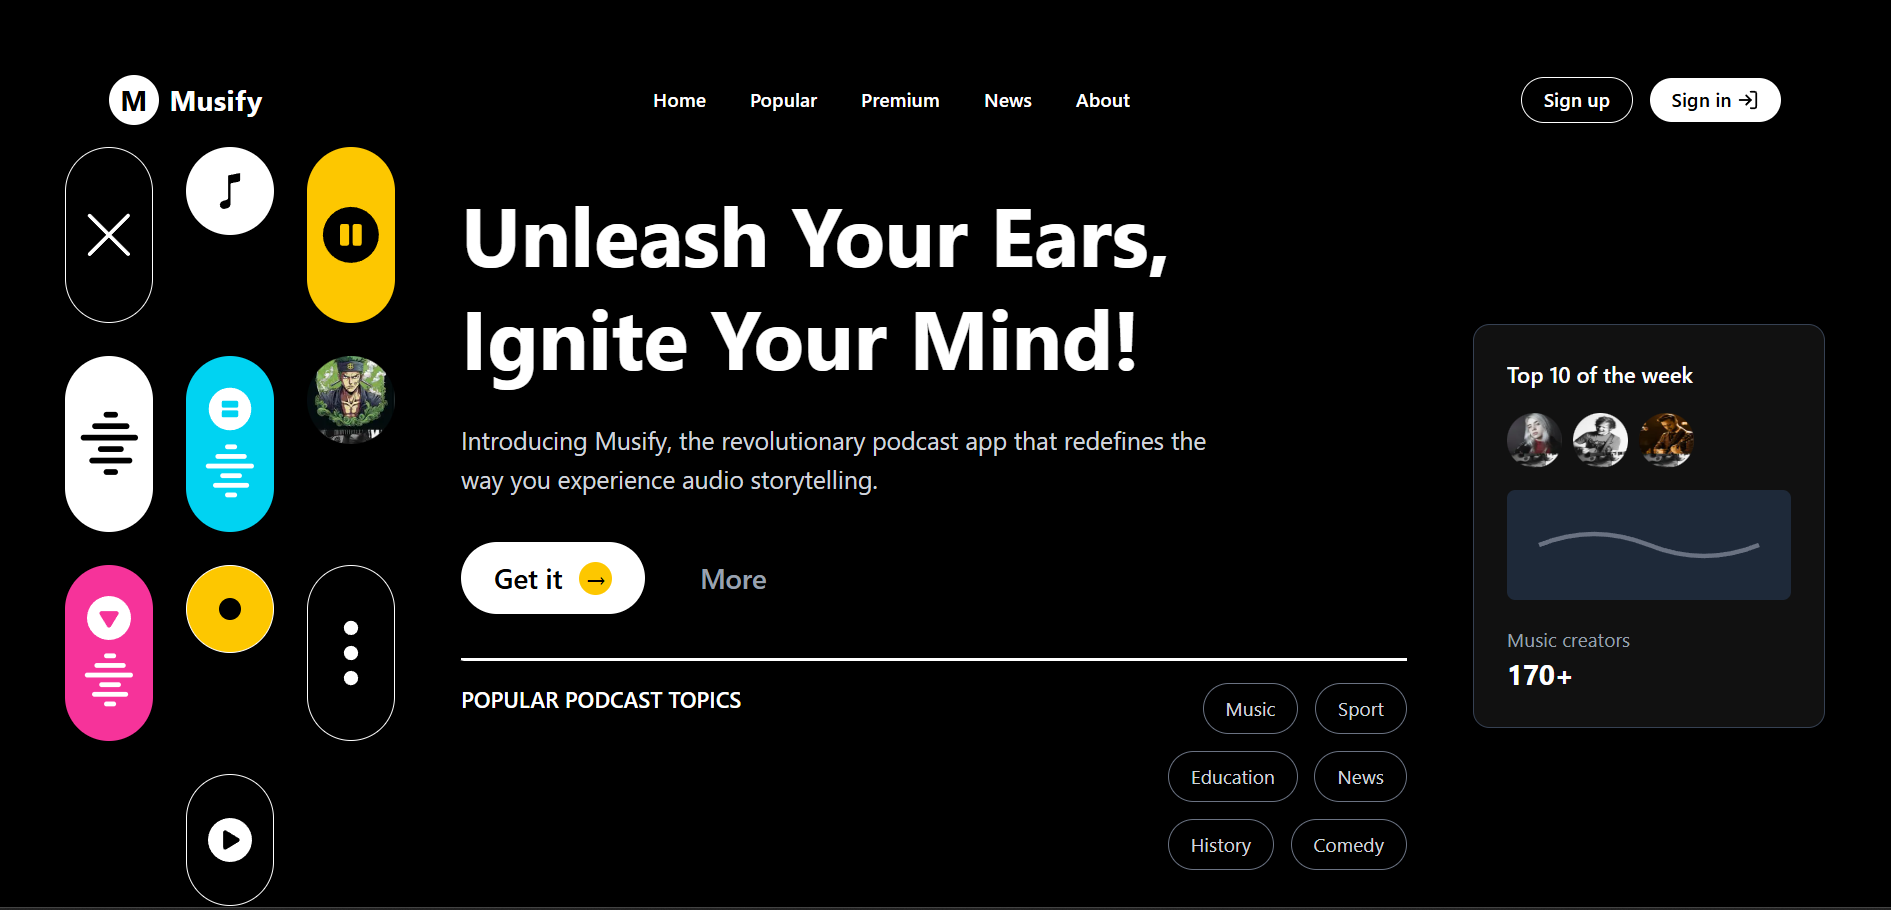 M Musify
Home Popular Premium News About
Sign up Sign in
Unleash Your Ears,
Ignite Your Mind!
Introducing Musify, the revolutionary podcast app that redefines the
way you experience audio storytelling.
Get it → More
POPULAR PODCAST TOPICS
Music Sport
Education News
History Comedy
Top 10 of the week
Music creators
170+